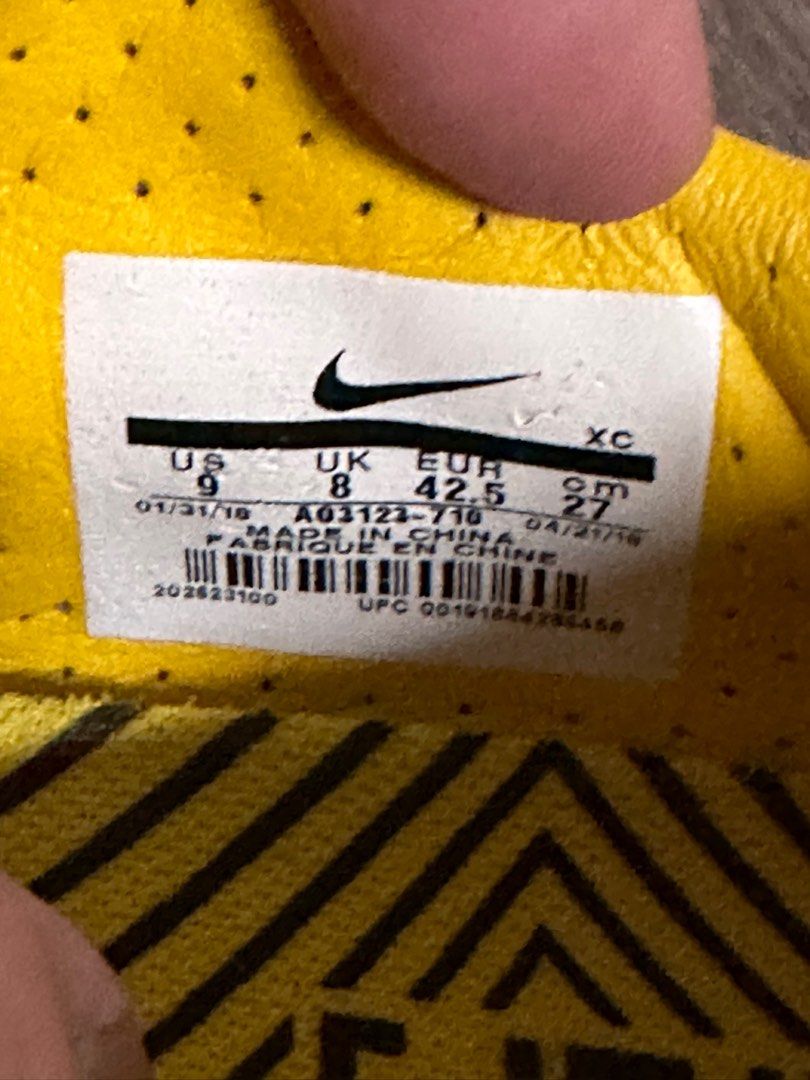 XC
US UK EUR cm
9 8 42.5 27
01/31/18 AO3123-710 04/21/18
MADE IN CHINA
FABRIQUE EN CHINE
202623100 UPC